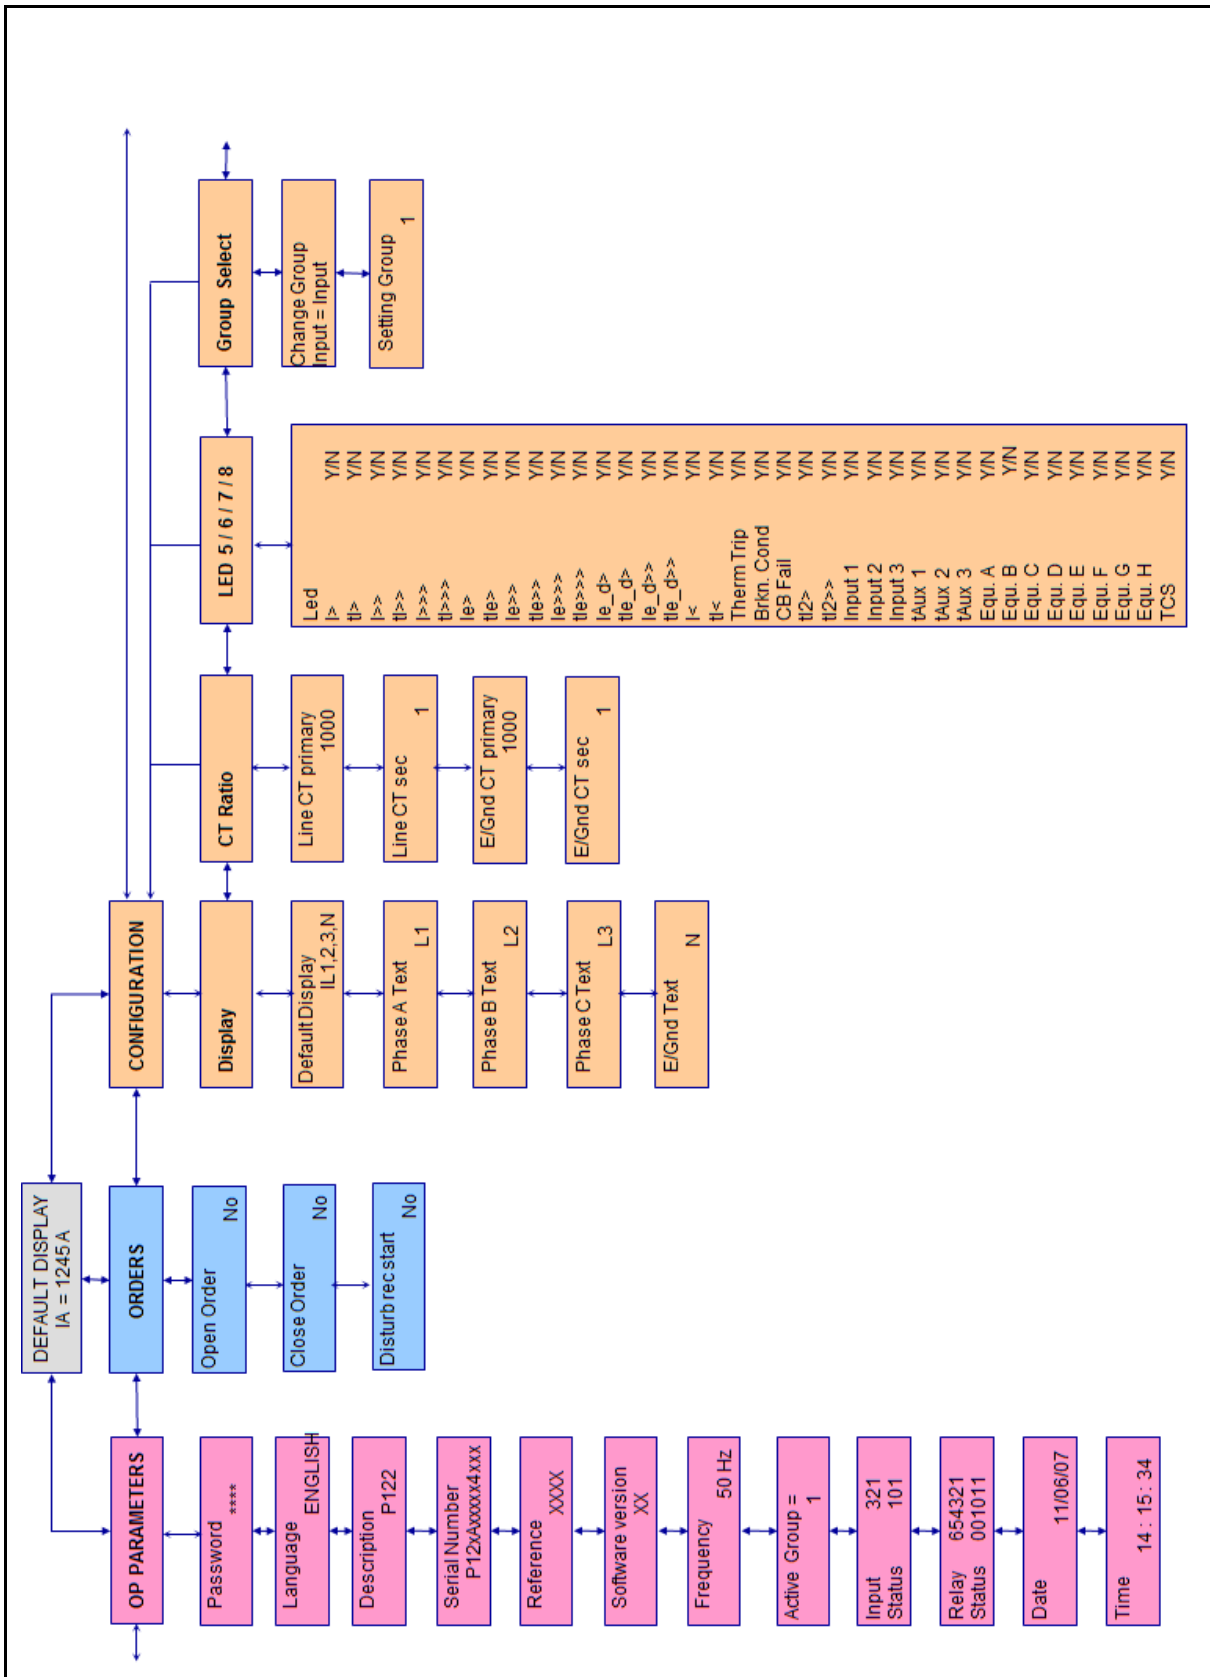 DEFAULT DISPLAY
IA = 1245 A
OP PARAMETERS
Password
****
Language
ENGLISH
Description
P122
Serial Number
P12xAxxxxx4xxx
Reference
XXXX
Software version
XX
Frequency
50 Hz
Active Group =
1
Input 321
Status 101
Relay 654321
Status 001011
Date
11/06/07
Time
14 : 15 : 34
ORDERS
Open Order
No
Close Order
No
Disturb rec start
No
CONFIGURATION
Display
Default Display
IL1,2,3,N
Phase A Text
L1
Phase B Text
L2
Phase C Text
L3
E/Gnd Text
N
CT Ratio
Line CT primary
1000
Line CT sec
1
E/Gnd CT primary
1000
E/Gnd CT sec
1
LED 5 / 6 / 7 / 8
Led
I> Y/N
tI> Y/N
I>> Y/N
tI>> Y/N
I>>> Y/N
tI>>> Y/N
Ie> Y/N
tIe> Y/N
Ie>> Y/N
tIe>> Y/N
Ie>>> Y/N
tIe>>> Y/N
Ie_d> Y/N
tIe_d> Y/N
Ie_d>> Y/N
tIe_d>> Y/N
I< Y/N
tI< Y/N
Therm Trip Y/N
Brkn. Cond Y/N
CB Fail Y/N
tI2> Y/N
tI2>> Y/N
Input 1 Y/N
Input 2 Y/N
Input 3 Y/N
tAux 1 Y/N
tAux 2 Y/N
tAux 3 Y/N
Equ. A Y/N
Equ. B Y/N
Equ. C Y/N
Equ. D Y/N
Equ. E Y/N
Equ. F Y/N
Equ. G Y/N
Equ. H Y/N
TCS Y/N
Group Select
Change Group
Input = Input
Setting Group
1